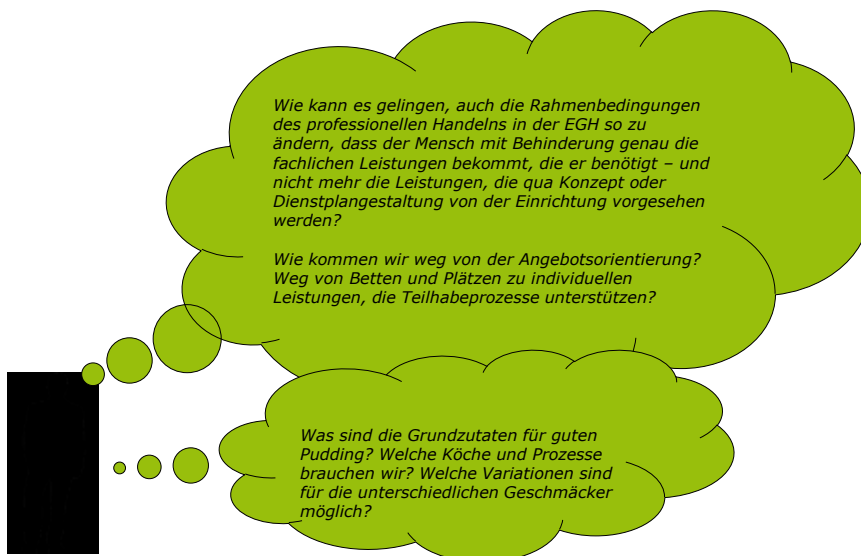 Wie kann es gelingen, auch die Rahmenbedingungen
des professionellen Handelns in der EGH so zu
ändern, dass der Mensch mit Behinderung genau die
fachlichen Leistungen bekommt, die er benötigt – und
nicht mehr die Leistungen, die qua Konzept oder
Dienstplangestaltung von der Einrichtung vorgesehen
werden?
Wie kommen wir weg von der Angebotsorientierung?
Weg von Betten und Plätzen zu individuellen
Leistungen, die Teilhabeprozesse unterstützen?
Was sind die Grundzutaten für guten
Pudding? Welche Köche und Prozesse
brauchen wir? Welche Variationen sind
für die unterschiedlichen Geschmäcker
möglich?